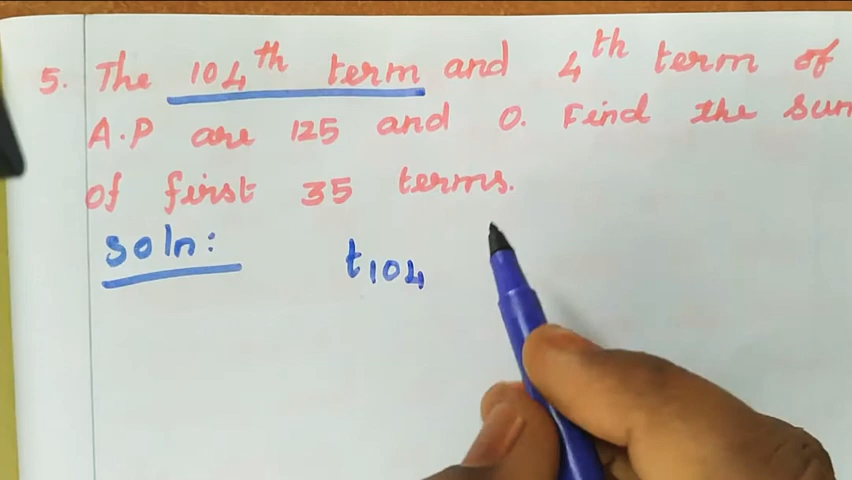 5. The 104th term and 4th term of
A.P are 125 and 0. Find the sum
of first 35 terms.
Soln:
t104